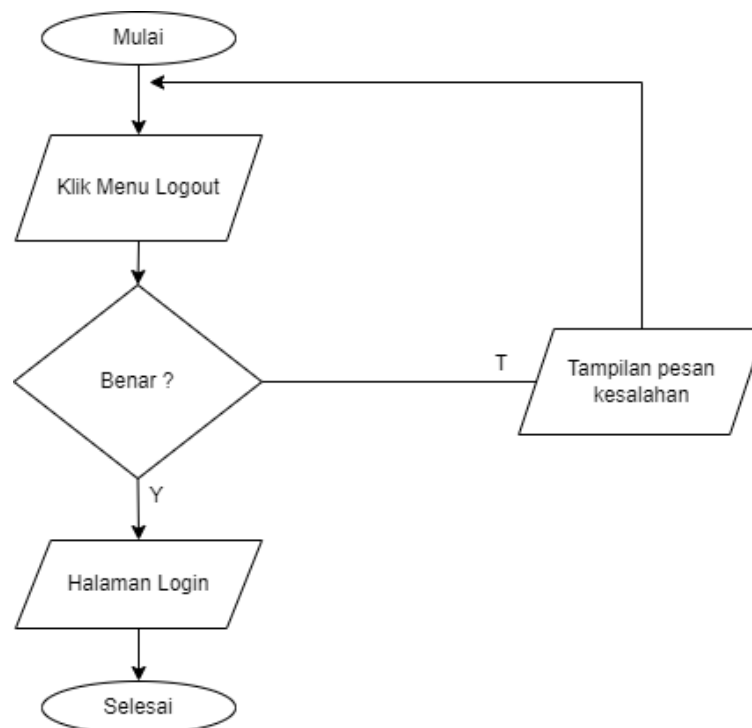 Mulai
Klik Menu Logout
Benar ?
T
Tampilan pesan
kesalahan
Y
Halaman Login
Selesai